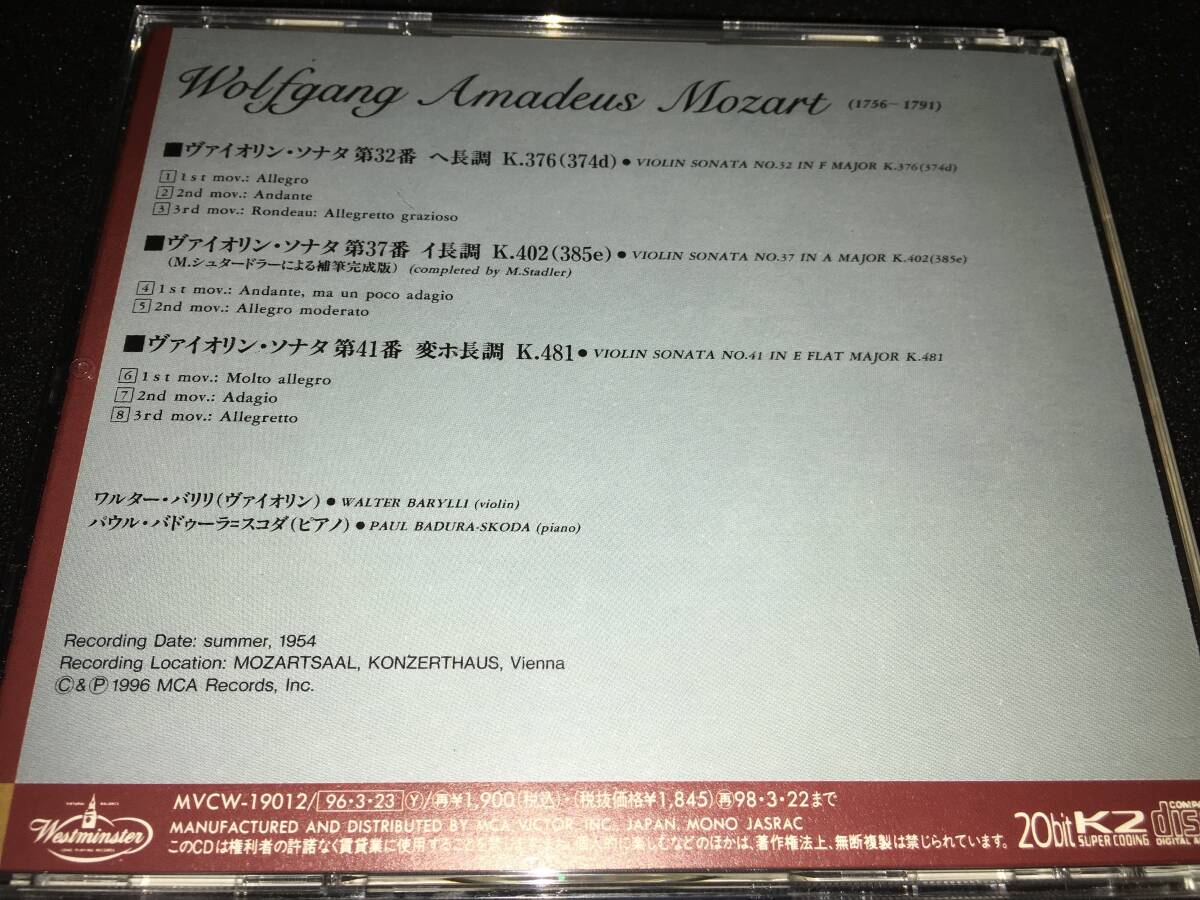 Wolfgang Amadeus Mozart (1756–1791)
■ヴァイオリン・ソナタ 第32番 ヘ長調 K.376(374d) ● VIOLIN SONATA NO.32 IN F MAJOR K.376(374d)
1 1st mov.: Allegro
2 2nd mov.: Andante
3 3rd mov.: Rondeau: Allegretto grazioso
■ヴァイオリン・ソナタ 第37番 イ長調 K.402(385e) ● VIOLIN SONATA NO.37 IN A MAJOR K.402(385e)
(M.シュタードラーによる補筆完成版) (completed by M.Stadler)
4 1st mov.: Andante, ma un poco adagio
5 2nd mov.: Allegro moderato
■ヴァイオリン・ソナタ 第41番 変ホ長調 K.481 ● VIOLIN SONATA NO.41 IN E FLAT MAJOR K.481
6 1st mov.: Molto allegro
7 2nd mov.: Adagio
8 3rd mov.: Allegretto
ワルター・バリリ(ヴァイオリン) ● WALTER BARYLLI (violin)
パウル・バドゥーラ=スコダ(ピアノ) ● PAUL BADURA-SKODA (piano)
Recording Date: summer, 1954
Recording Location: MOZARTSAAL, KONZERTHAUS, Vienna
Ⓒ&Ⓟ 1996 MCA Records, Inc.
Westminster
MVCW-19012/96・3・23Ⓨ/再¥1,900(税込)・(税抜価格¥1,845)再98・3・22まで
MANUFACTURED AND DISTRIBUTED BY MCA VICTOR, INC., JAPAN. MONO JASRAC
このCDは権利者の許諾なく賃貸業に使用することを 個人的に楽しむなどのほかは、著作権法上、無断複製は禁じられています。
20bit K2
SUPER CODING